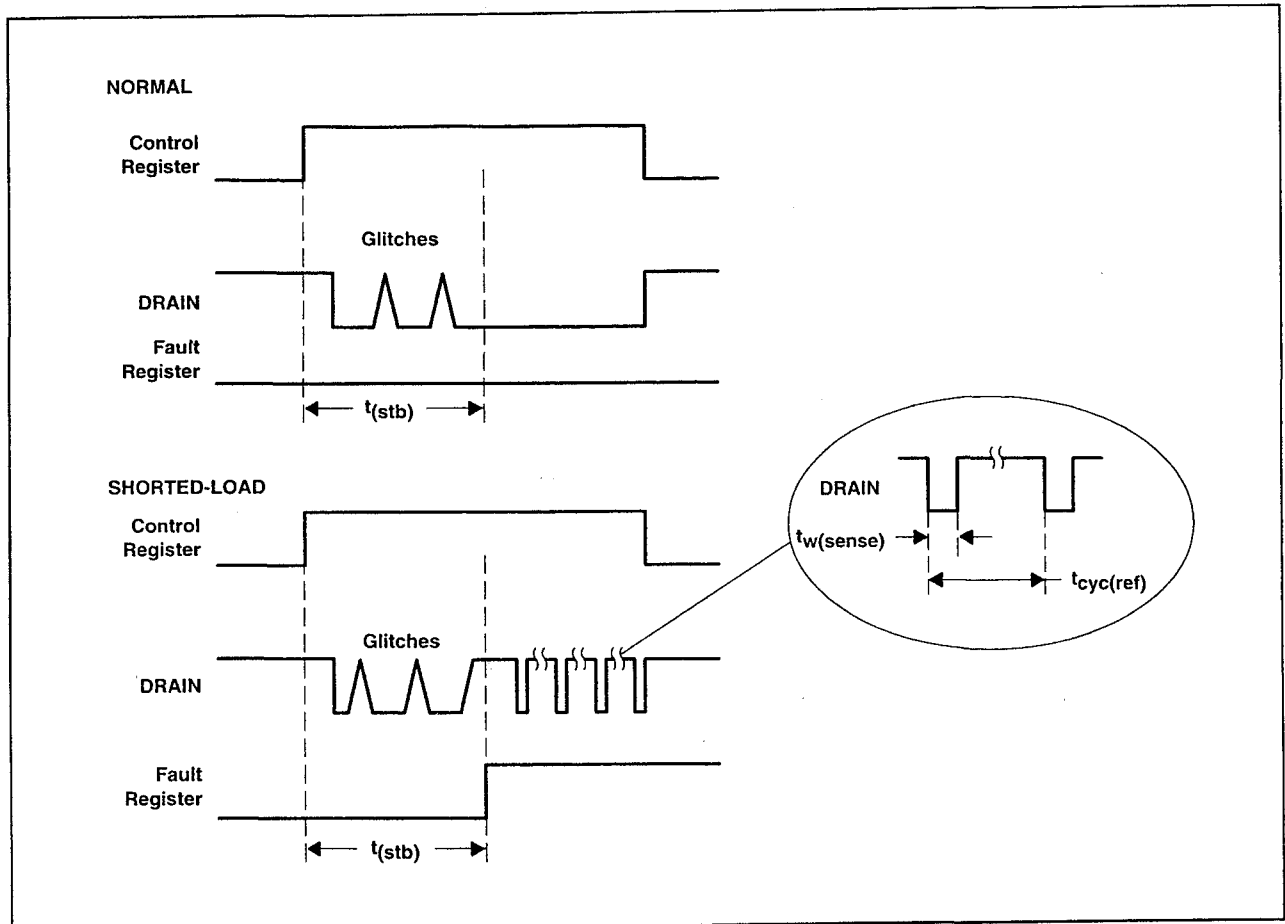 NORMAL
Control
Register
Glitches
DRAIN
Fault
Register
t(stb)
SHORTED-LOAD
Control
Register
Glitches
DRAIN
Fault
Register
t(stb)
DRAIN
tw(sense)
tcyc(ref)